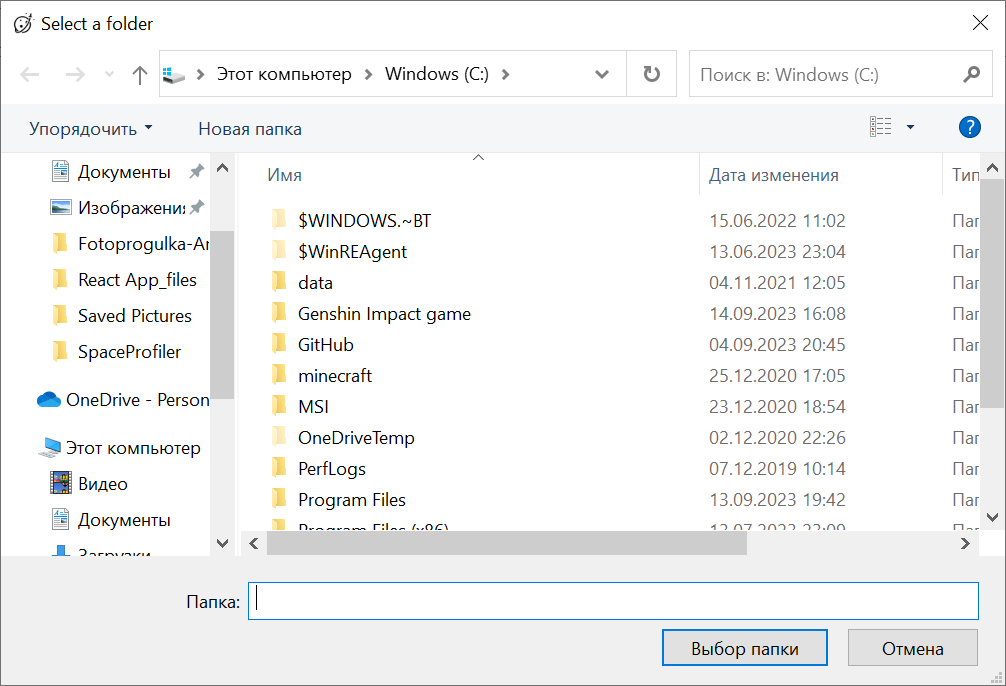 Select a folder
Этот компьютер Windows (C:)
Поиск в: Windows (C:)
Упорядочить Новая папка ?
Документы
Изображени
Fotoprogulka-Ar
React App_files
Saved Pictures
SpaceProfiler
OneDrive - Person
Этот компьютер
Видео
Документы
Загрузки
Имя Дата изменения Тип
$WINDOWS.~BT 15.06.2022 11:02 Пап
$WinREAgent 13.06.2023 23:04 Пап
data 04.11.2021 12:05 Пап
Genshin Impact game 14.09.2023 16:08 Пап
GitHub 04.09.2023 20:45 Пап
minecraft 25.12.2020 17:05 Пап
MSI 23.12.2020 18:54 Пап
OneDriveTemp 02.12.2020 22:26 Пап
PerfLogs 07.12.2019 10:14 Пап
Program Files 13.09.2023 19:42 Пап
Program Files (x86) 13.07.2023 23:09 Пап
Папка:
Выбор папки Отмена